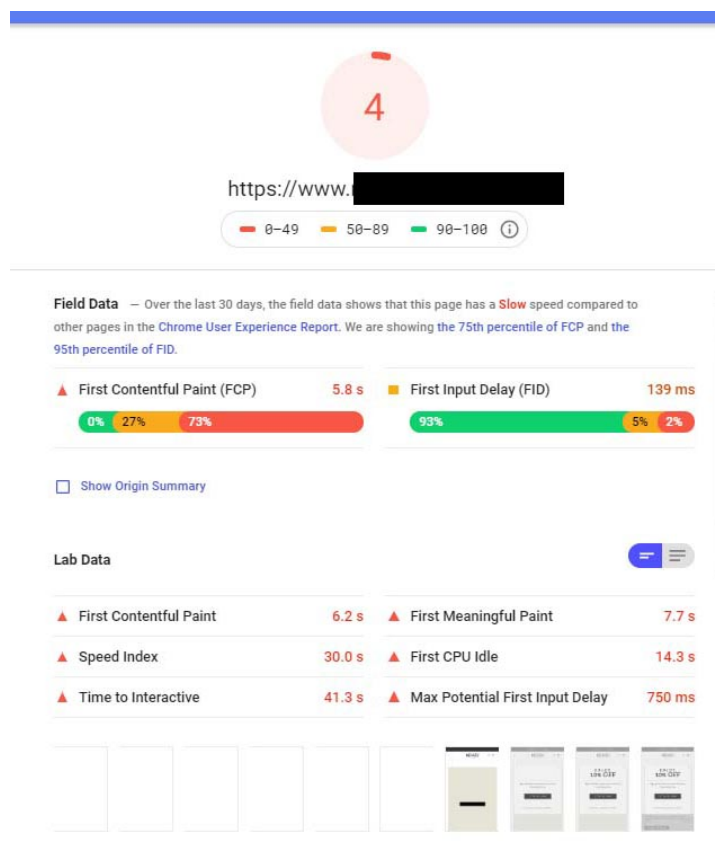 4
https://www.
0–49 50–89 90–100
Field Data — Over the last 30 days, the field data shows that this page has a Slow speed compared to
other pages in the Chrome User Experience Report. We are showing the 75th percentile of FCP and the
95th percentile of FID.
First Contentful Paint (FCP) 5.8 s First Input Delay (FID) 139 ms
0% 27% 73% 93% 5% 2%
Show Origin Summary
Lab Data
First Contentful Paint 6.2 s First Meaningful Paint 7.7 s
Speed Index 30.0 s First CPU Idle 14.3 s
Time to Interactive 41.3 s Max Potential First Input Delay 750 ms
10% OFF 10% OFF